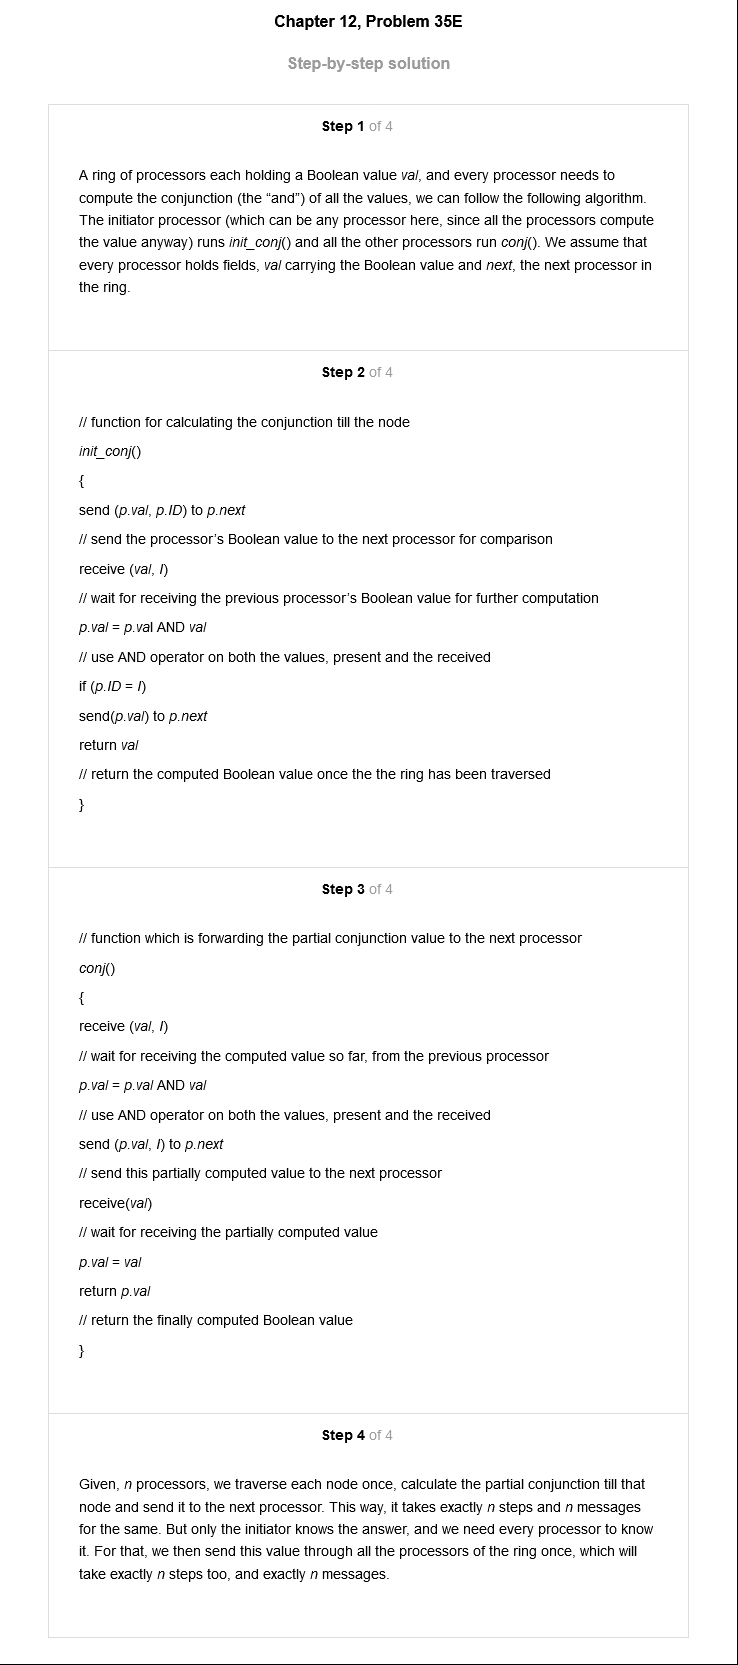 Chapter 12, Problem 35E
Step-by-step solution
Step 1 of 4
A ring of processors each holding a Boolean value val, and every processor needs to
compute the conjunction (the “and”) of all the values, we can follow the following algorithm.
The initiator processor (which can be any processor here, since all the processors compute
the value anyway) runs init_conj() and all the other processors run conj(). We assume that
every processor holds fields, val carrying the Boolean value and next, the next processor in
the ring.
Step 2 of 4
// function for calculating the conjunction till the node
init_conj()
{
send (p.val, p.ID) to p.next
// send the processor’s Boolean value to the next processor for comparison
receive (val, I)
// wait for receiving the previous processor’s Boolean value for further computation
p.val = p.val AND val
// use AND operator on both the values, present and the received
if (p.ID = I)
send(p.val) to p.next
return val
// return the computed Boolean value once the the ring has been traversed
}
Step 3 of 4
// function which is forwarding the partial conjunction value to the next processor
conj()
{
receive (val, I)
// wait for receiving the computed value so far, from the previous processor
p.val = p.val AND val
// use AND operator on both the values, present and the received
send (p.val, I) to p.next
// send this partially computed value to the next processor
receive(val)
// wait for receiving the partially computed value
p.val = val
return p.val
// return the finally computed Boolean value
}
Step 4 of 4
Given, n processors, we traverse each node once, calculate the partial conjunction till that
node and send it to the next processor. This way, it takes exactly n steps and n messages
for the same. But only the initiator knows the answer, and we need every processor to know
it. For that, we then send this value through all the processors of the ring once, which will
take exactly n steps too, and exactly n messages.